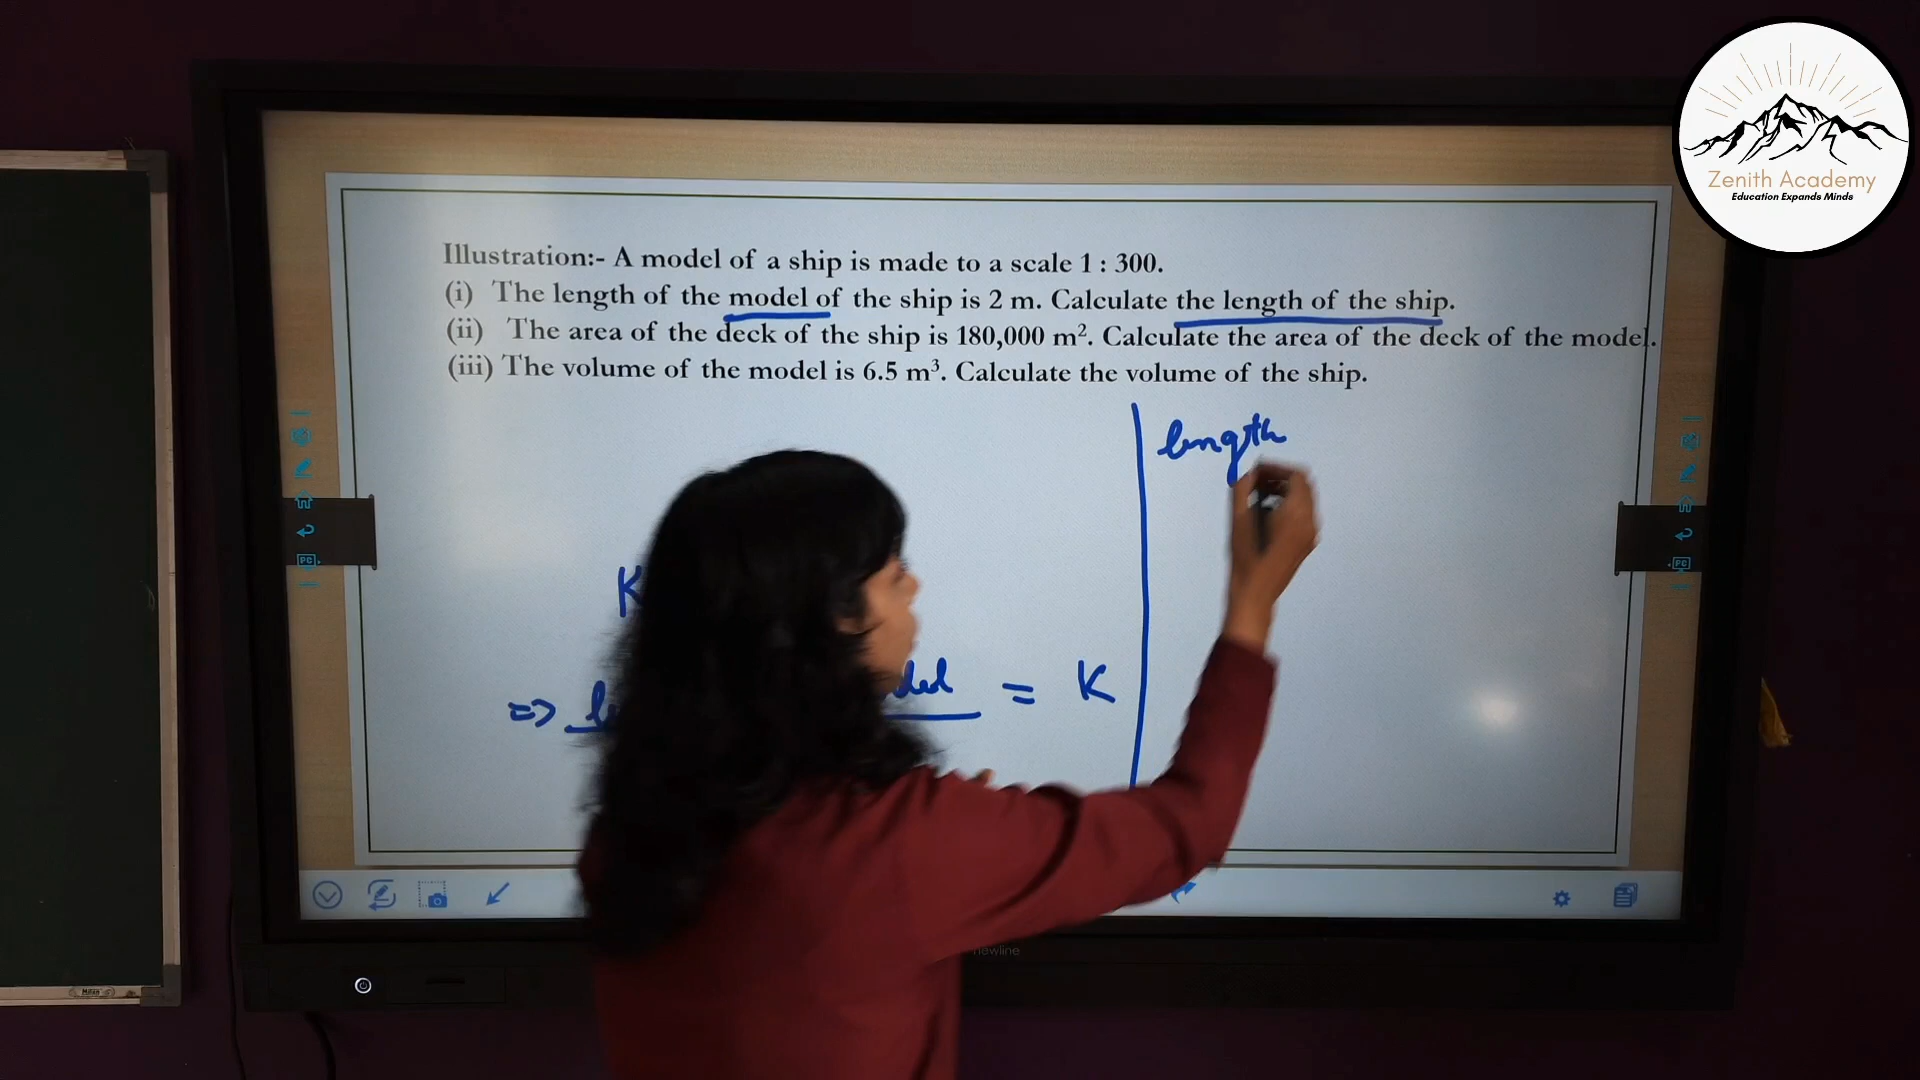 Zenith Academy
Education Expands Minds
Illustration:- A model of a ship is made to a scale 1 : 300.
(i) The length of the model of the ship is 2 m. Calculate the length of the ship.
(ii) The area of the deck of the ship is 180,000 m². Calculate the area of the deck of the model.
(iii) The volume of the model is 6.5 m³. Calculate the volume of the ship.
length
K
=> = K
PC
PC
newline